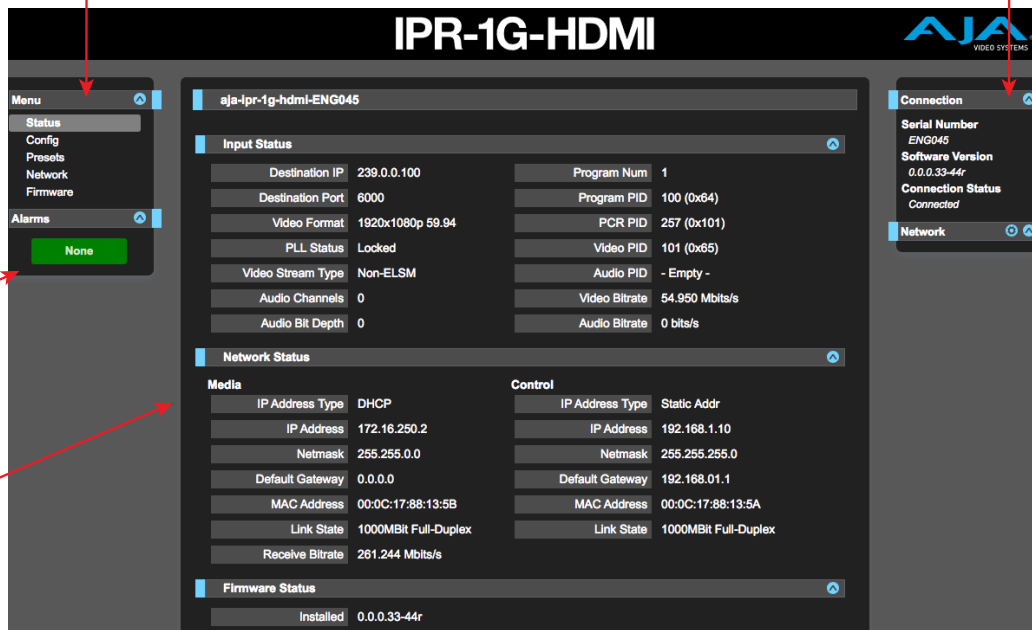 IPR-1G-HDMI
AJA
VIDEO SYSTEMS
Menu
Status
Config
Presets
Network
Firmware
Alarms
None
aja-ipr-1g-hdmi-ENG045
Input Status
Destination IP 239.0.0.100
Destination Port 6000
Video Format 1920x1080p 59.94
PLL Status Locked
Video Stream Type Non-ELSM
Audio Channels 0
Audio Bit Depth 0
Program Num 1
Program PID 100 (0x64)
PCR PID 257 (0x101)
Video PID 101 (0x65)
Audio PID - Empty -
Video Bitrate 54.950 Mbits/s
Audio Bitrate 0 bits/s
Network Status
Media
IP Address Type DHCP
IP Address 172.16.250.2
Netmask 255.255.0.0
Default Gateway 0.0.0.0
MAC Address 00:0C:17:88:13:5B
Link State 1000MBit Full-Duplex
Receive Bitrate 261.244 Mbits/s
Control
IP Address Type Static Addr
IP Address 192.168.1.10
Netmask 255.255.255.0
Default Gateway 192.168.01.1
MAC Address 00:0C:17:88:13:5A
Link State 1000MBit Full-Duplex
Firmware Status
Installed 0.0.0.33-44r
Connection
Serial Number
ENG045
Software Version
0.0.0.33-44r
Connection Status
Connected
Network